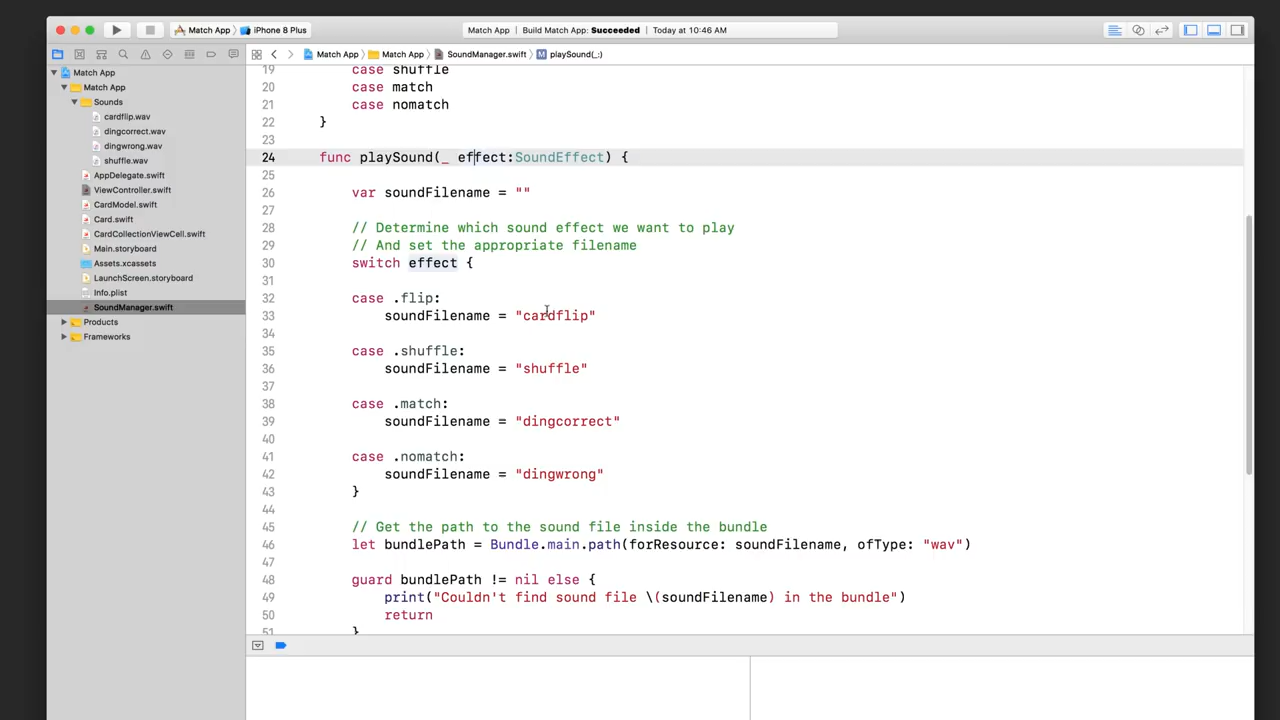 Match App 〉 iPhone 8 Plus
Match App | Build Match App: Succeeded | Today at 10:46 AM
Match App 〉 Match App 〉 SoundManager.swift 〉 M playSound(_:)
Match App
Match App
Sounds
cardflip.wav
dingcorrect.wav
dingwrong.wav
shuffle.wav
AppDelegate.swift
ViewController.swift
CardModel.swift
Card.swift
CardCollectionViewCell.swift
Main.storyboard
Assets.xcassets
LaunchScreen.storyboard
Info.plist
SoundManager.swift
Products
Frameworks
19 case shuffle
20 case match
21 case nomatch
22 }
23
24 func playSound(_ effect:SoundEffect) {
25
26 var soundFilename = ""
27
28 // Determine which sound effect we want to play
29 // And set the appropriate filename
30 switch effect {
31
32 case .flip:
33 soundFilename = "cardflip"
34
35 case .shuffle:
36 soundFilename = "shuffle"
37
38 case .match:
39 soundFilename = "dingcorrect"
40
41 case .nomatch:
42 soundFilename = "dingwrong"
43 }
44
45 // Get the path to the sound file inside the bundle
46 let bundlePath = Bundle.main.path(forResource: soundFilename, ofType: "wav")
47
48 guard bundlePath != nil else {
49 print("Couldn't find sound file \(soundFilename) in the bundle")
50 return
51 }